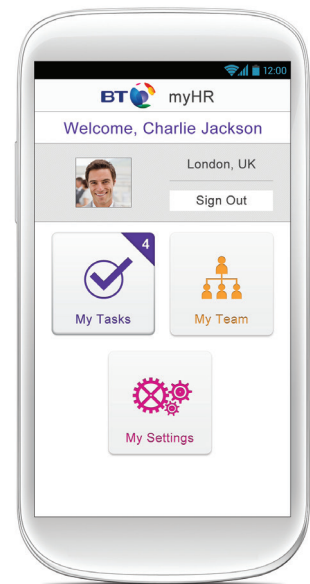 12:00
BT myHR
Welcome, Charlie Jackson
London, UK
Sign Out
4
My Tasks
My Team
My Settings